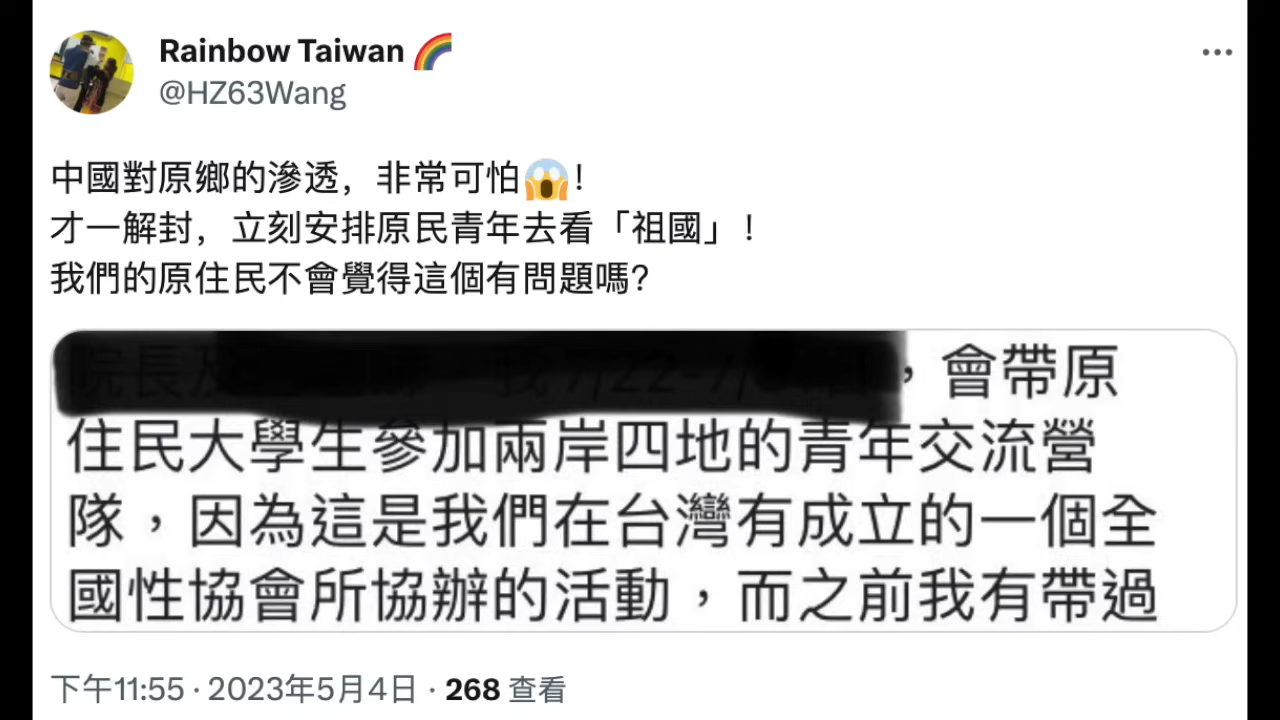 Rainbow Taiwan 🌈
@HZ63Wang
中國對原鄉的滲透，非常可怕😱！
才一解封，立刻安排原民青年去看「祖國」！
我們的原住民不會覺得這個有問題嗎？
，會帶原
住民大學生參加兩岸四地的青年交流營
隊，因為這是我們在台灣有成立的一個全
國性協會所協辦的活動，而之前我有帶過
下午11:55 · 2023年5月4日 · 268 查看